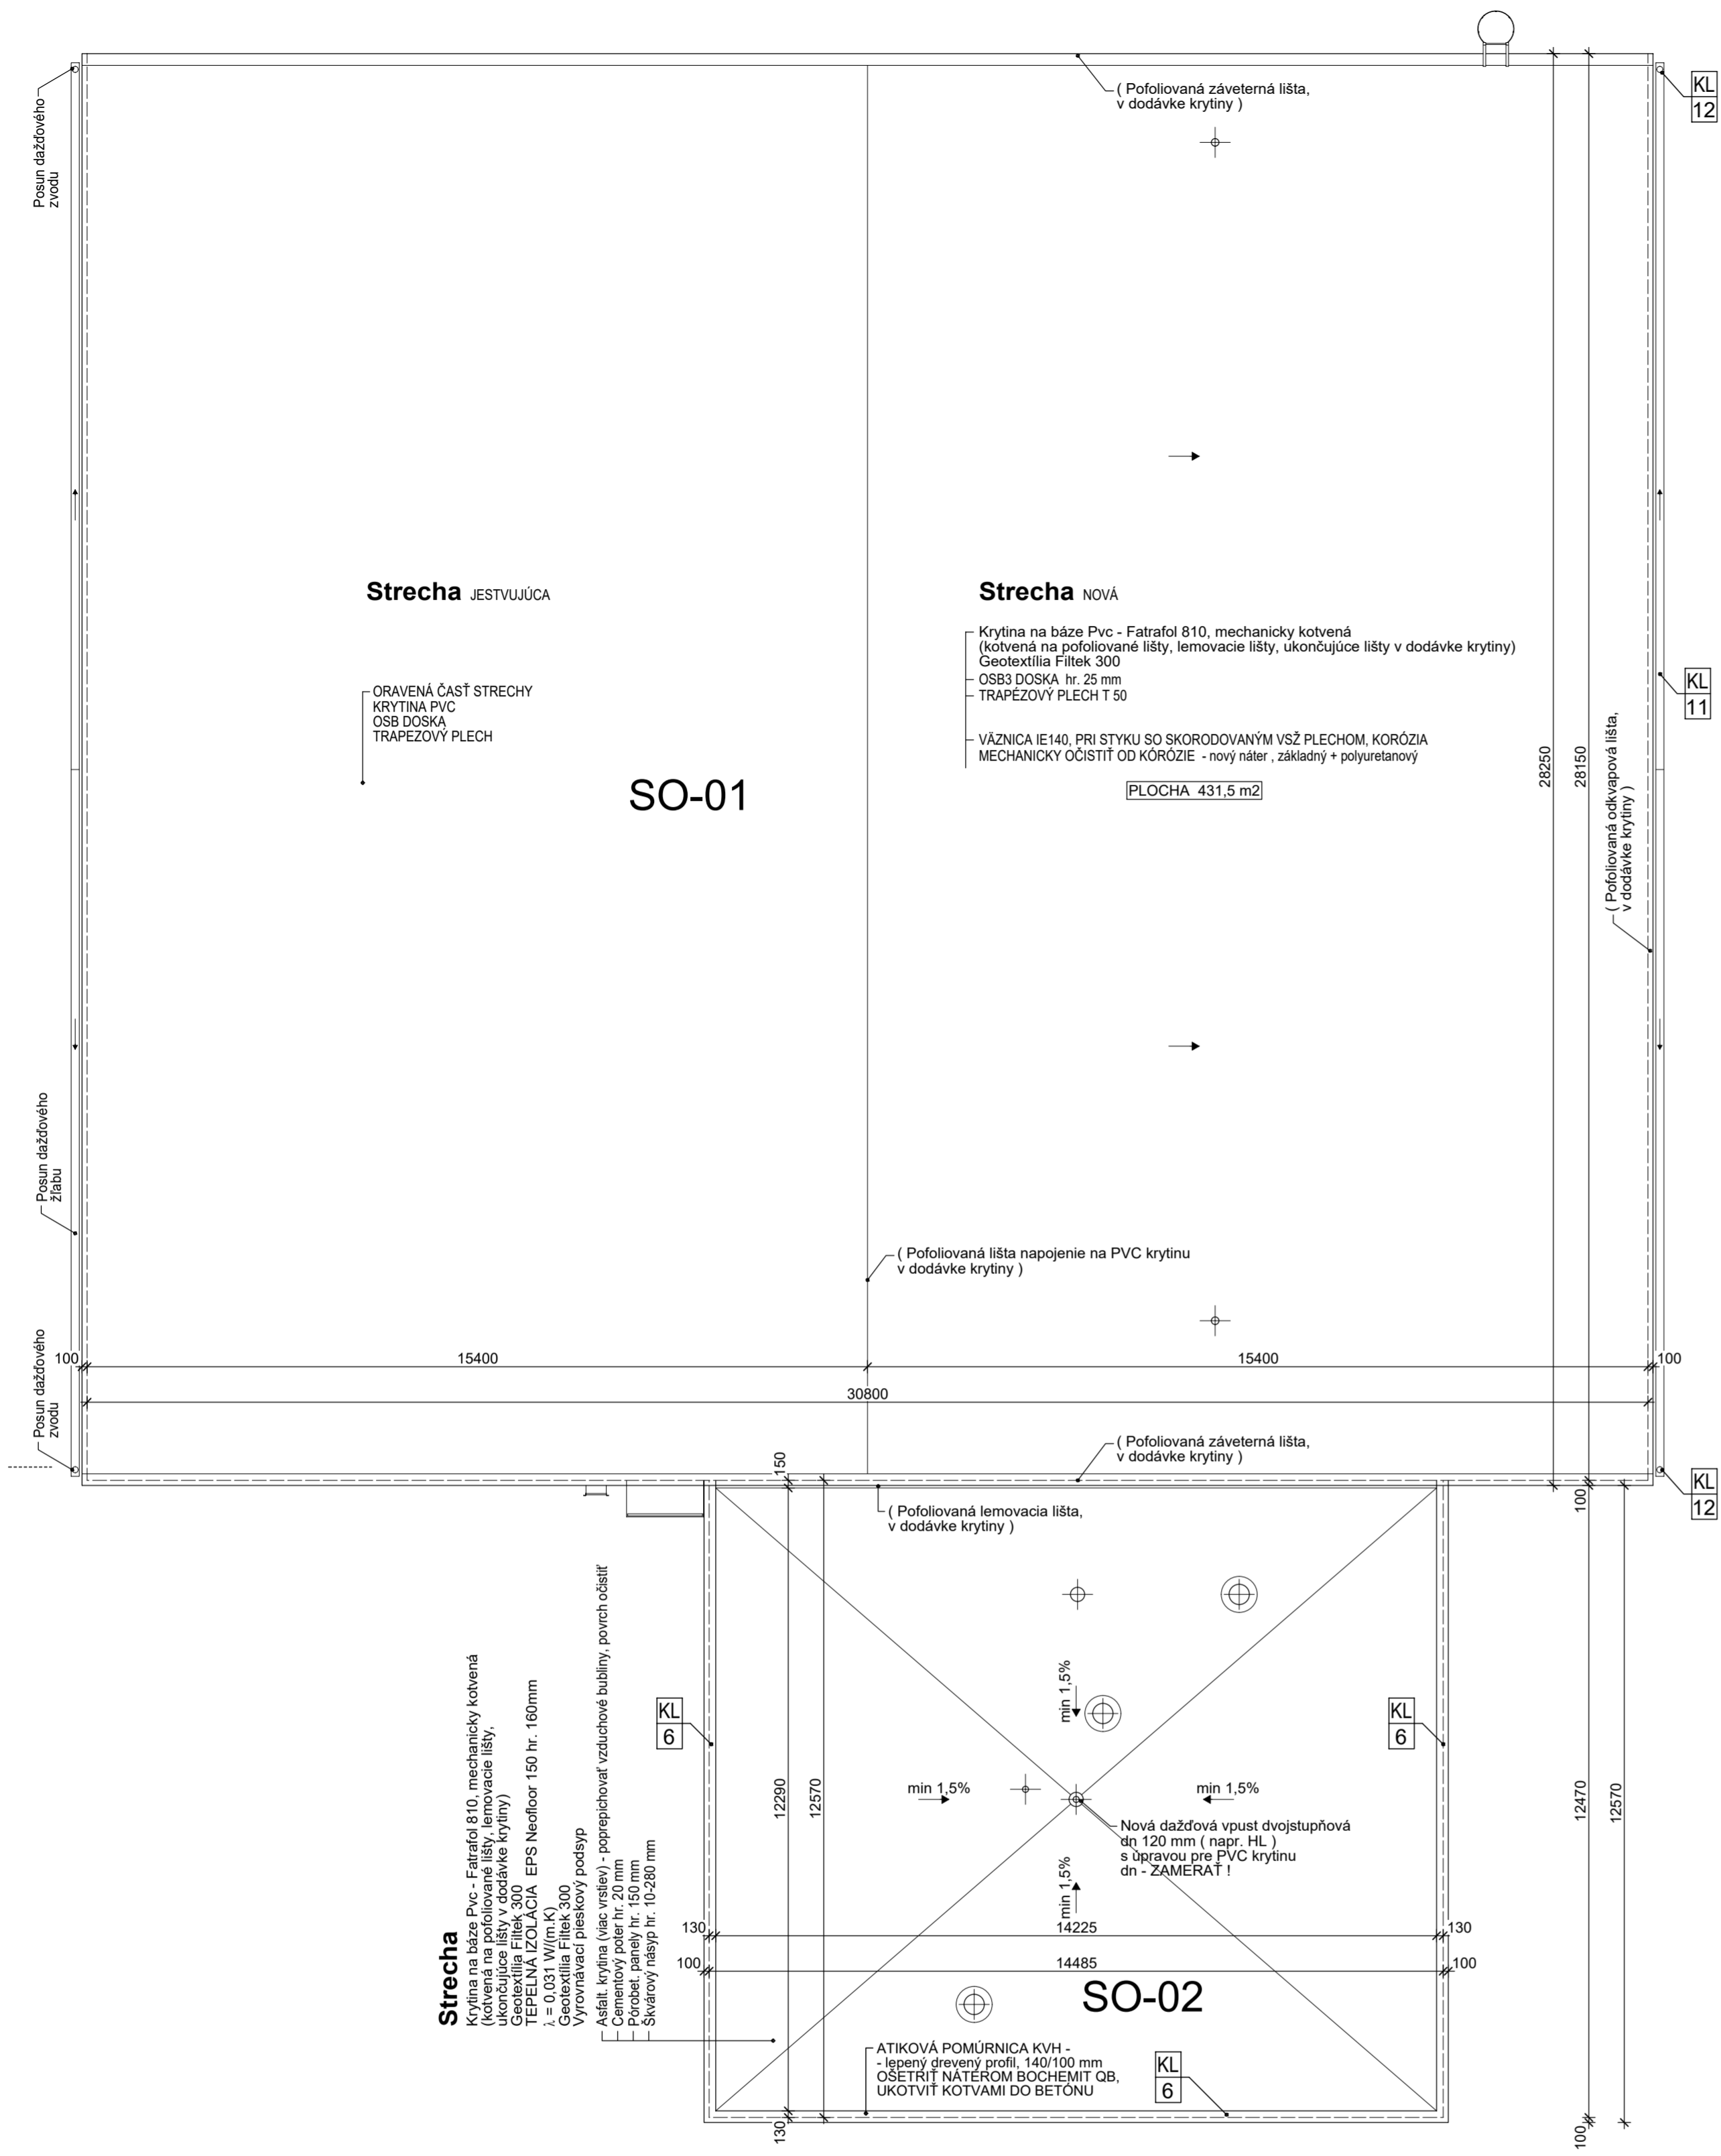 Posun dažďového
zvodu
( Pofoliovaná záveterná lišta,
v dodávke krytiny )
KL
12
Strecha JESTVUJÚCA
ORAVENÁ ČASŤ STRECHY
KRYTINA PVC
OSB DOSKA
TRAPEZOVÝ PLECH
SO-01
Strecha NOVÁ
Krytina na báze Pvc - Fatrafol 810, mechanicky kotvená
(kotvená na pofoliované lišty, lemovacie lišty, ukončujúce lišty v dodávke krytiny)
Geotextília Filtek 300
OSB3 DOSKA hr. 25 mm
TRAPÉZOVÝ PLECH T 50
VÄZNICA IE140, PRI STYKU SO SKORODOVANÝM VSŽ PLECHOM, KORÓZIA
MECHANICKY OČISTIŤ OD KÓRÓZIE - nový náter , základný + polyuretanový
PLOCHA 431,5 m2
28250
28150
KL
11
( Pofoliovaná odkvapová lišta,
v dodávke krytiny )
Posun dažďového
žľabu
( Pofoliovaná lišta napojenie na PVC krytinu
v dodávke krytiny )
Posun dažďového
zvodu
100
15400
15400
100
30800
( Pofoliovaná záveterná lišta,
v dodávke krytiny )
150
100
KL
12
( Pofoliovaná lemovacia lišta,
v dodávke krytiny )
Strecha
Krytina na báze Pvc - Fatrafol 810, mechanicky kotvená
(kotvená na pofoliované lišty, lemovacie lišty,
ukončujúce lišty v dodávke krytiny)
Geotextília Filtek 300
TEPELNÁ IZOLÁCIA EPS Neofloor 150 hr. 160mm
λ = 0,031 W/(m.K)
Geotextília Filtek 300
Vyrovnávací pieskový podsyp
Asfalt. krytina (viac vrstiev) - poprepichovať vzduchové bubliny, povrch očistiť
Cementový poter hr. 20 mm
Pórobet. panely hr. 150 mm
Škvárový násyp hr. 10-280 mm
KL
6
KL
6
min 1,5%
min 1,5%
min 1,5%
min 1,5%
12290
12570
12470
12570
Nová dažďová vpust dvojstupňová
dn 120 mm ( napr. HL )
s úpravou pre PVC krytinu
dn - ZAMERAŤ !
130
14225
130
100
14485
100
SO-02
ATIKOVÁ POMÚRNICA KVH -
- lepený drevený profil, 140/100 mm
OŠETRIŤ NÁTEROM BOCHEMIT QB,
UKOTVIŤ KOTVAMI DO BETÓNU
KL
6
130
100